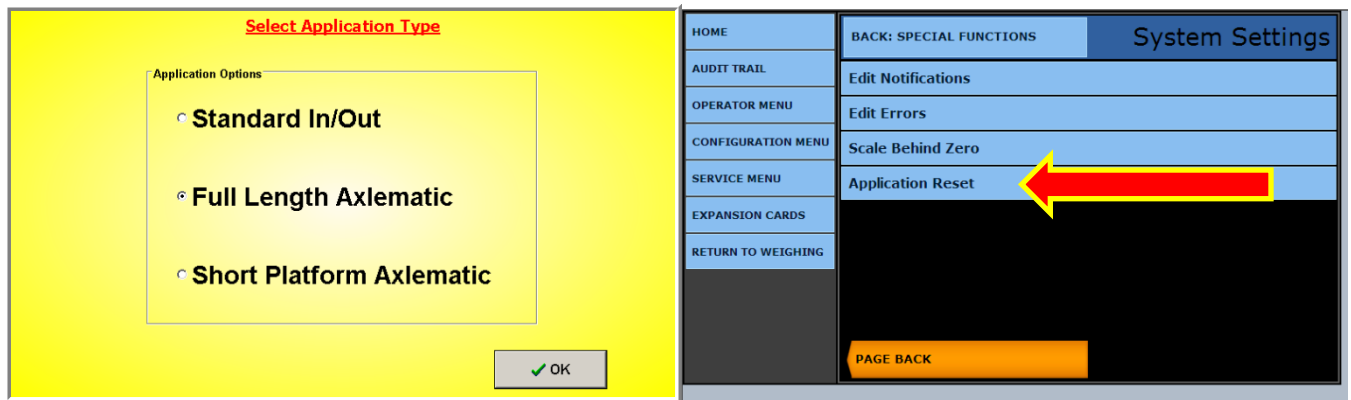 Select Application Type
Application Options
Standard In/Out
Full Length Axlematic
Short Platform Axlematic
OK
HOME
AUDIT TRAIL
OPERATOR MENU
CONFIGURATION MENU
SERVICE MENU
EXPANSION CARDS
RETURN TO WEIGHING
BACK: SPECIAL FUNCTIONS
System Settings
Edit Notifications
Edit Errors
Scale Behind Zero
Application Reset
PAGE BACK